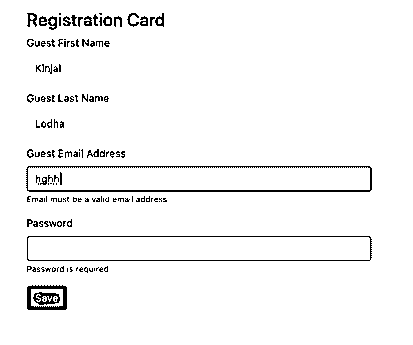 Registration Card
Guest First Name
Kinjal
Guest Last Name
Lodha
Guest Email Address
hghh
Email must be a valid email address
Password
Password is required
Save